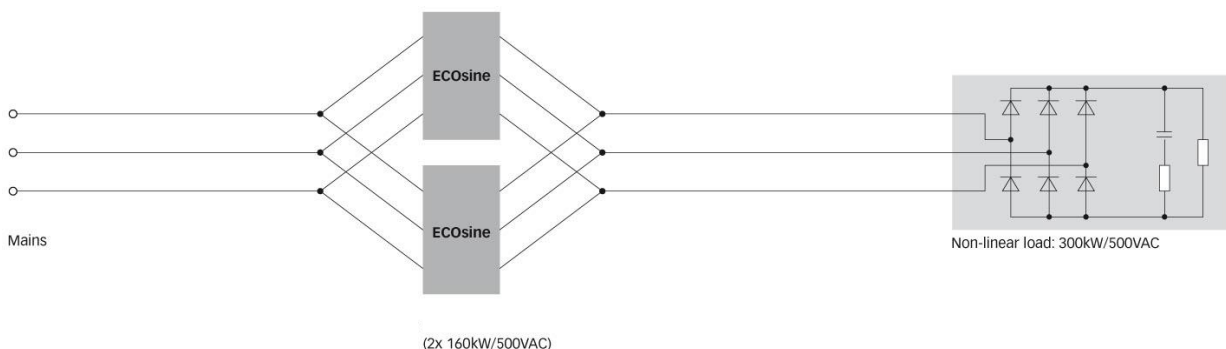 ECOsine
ECOsine
Mains
Non-linear load: 300kW/500VAC
(2x 160kW/500VAC)